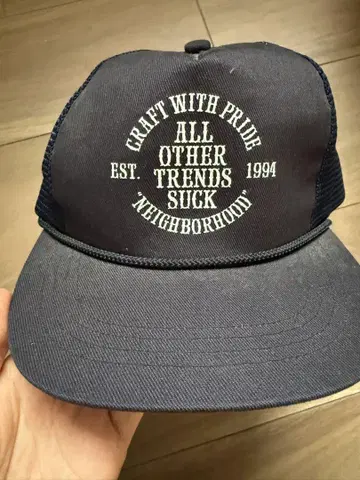 CRAFT WITH PRIDE
ALL
OTHER
EST. TRENDS 1994
SUCK
"NEIGHBORHOOD"